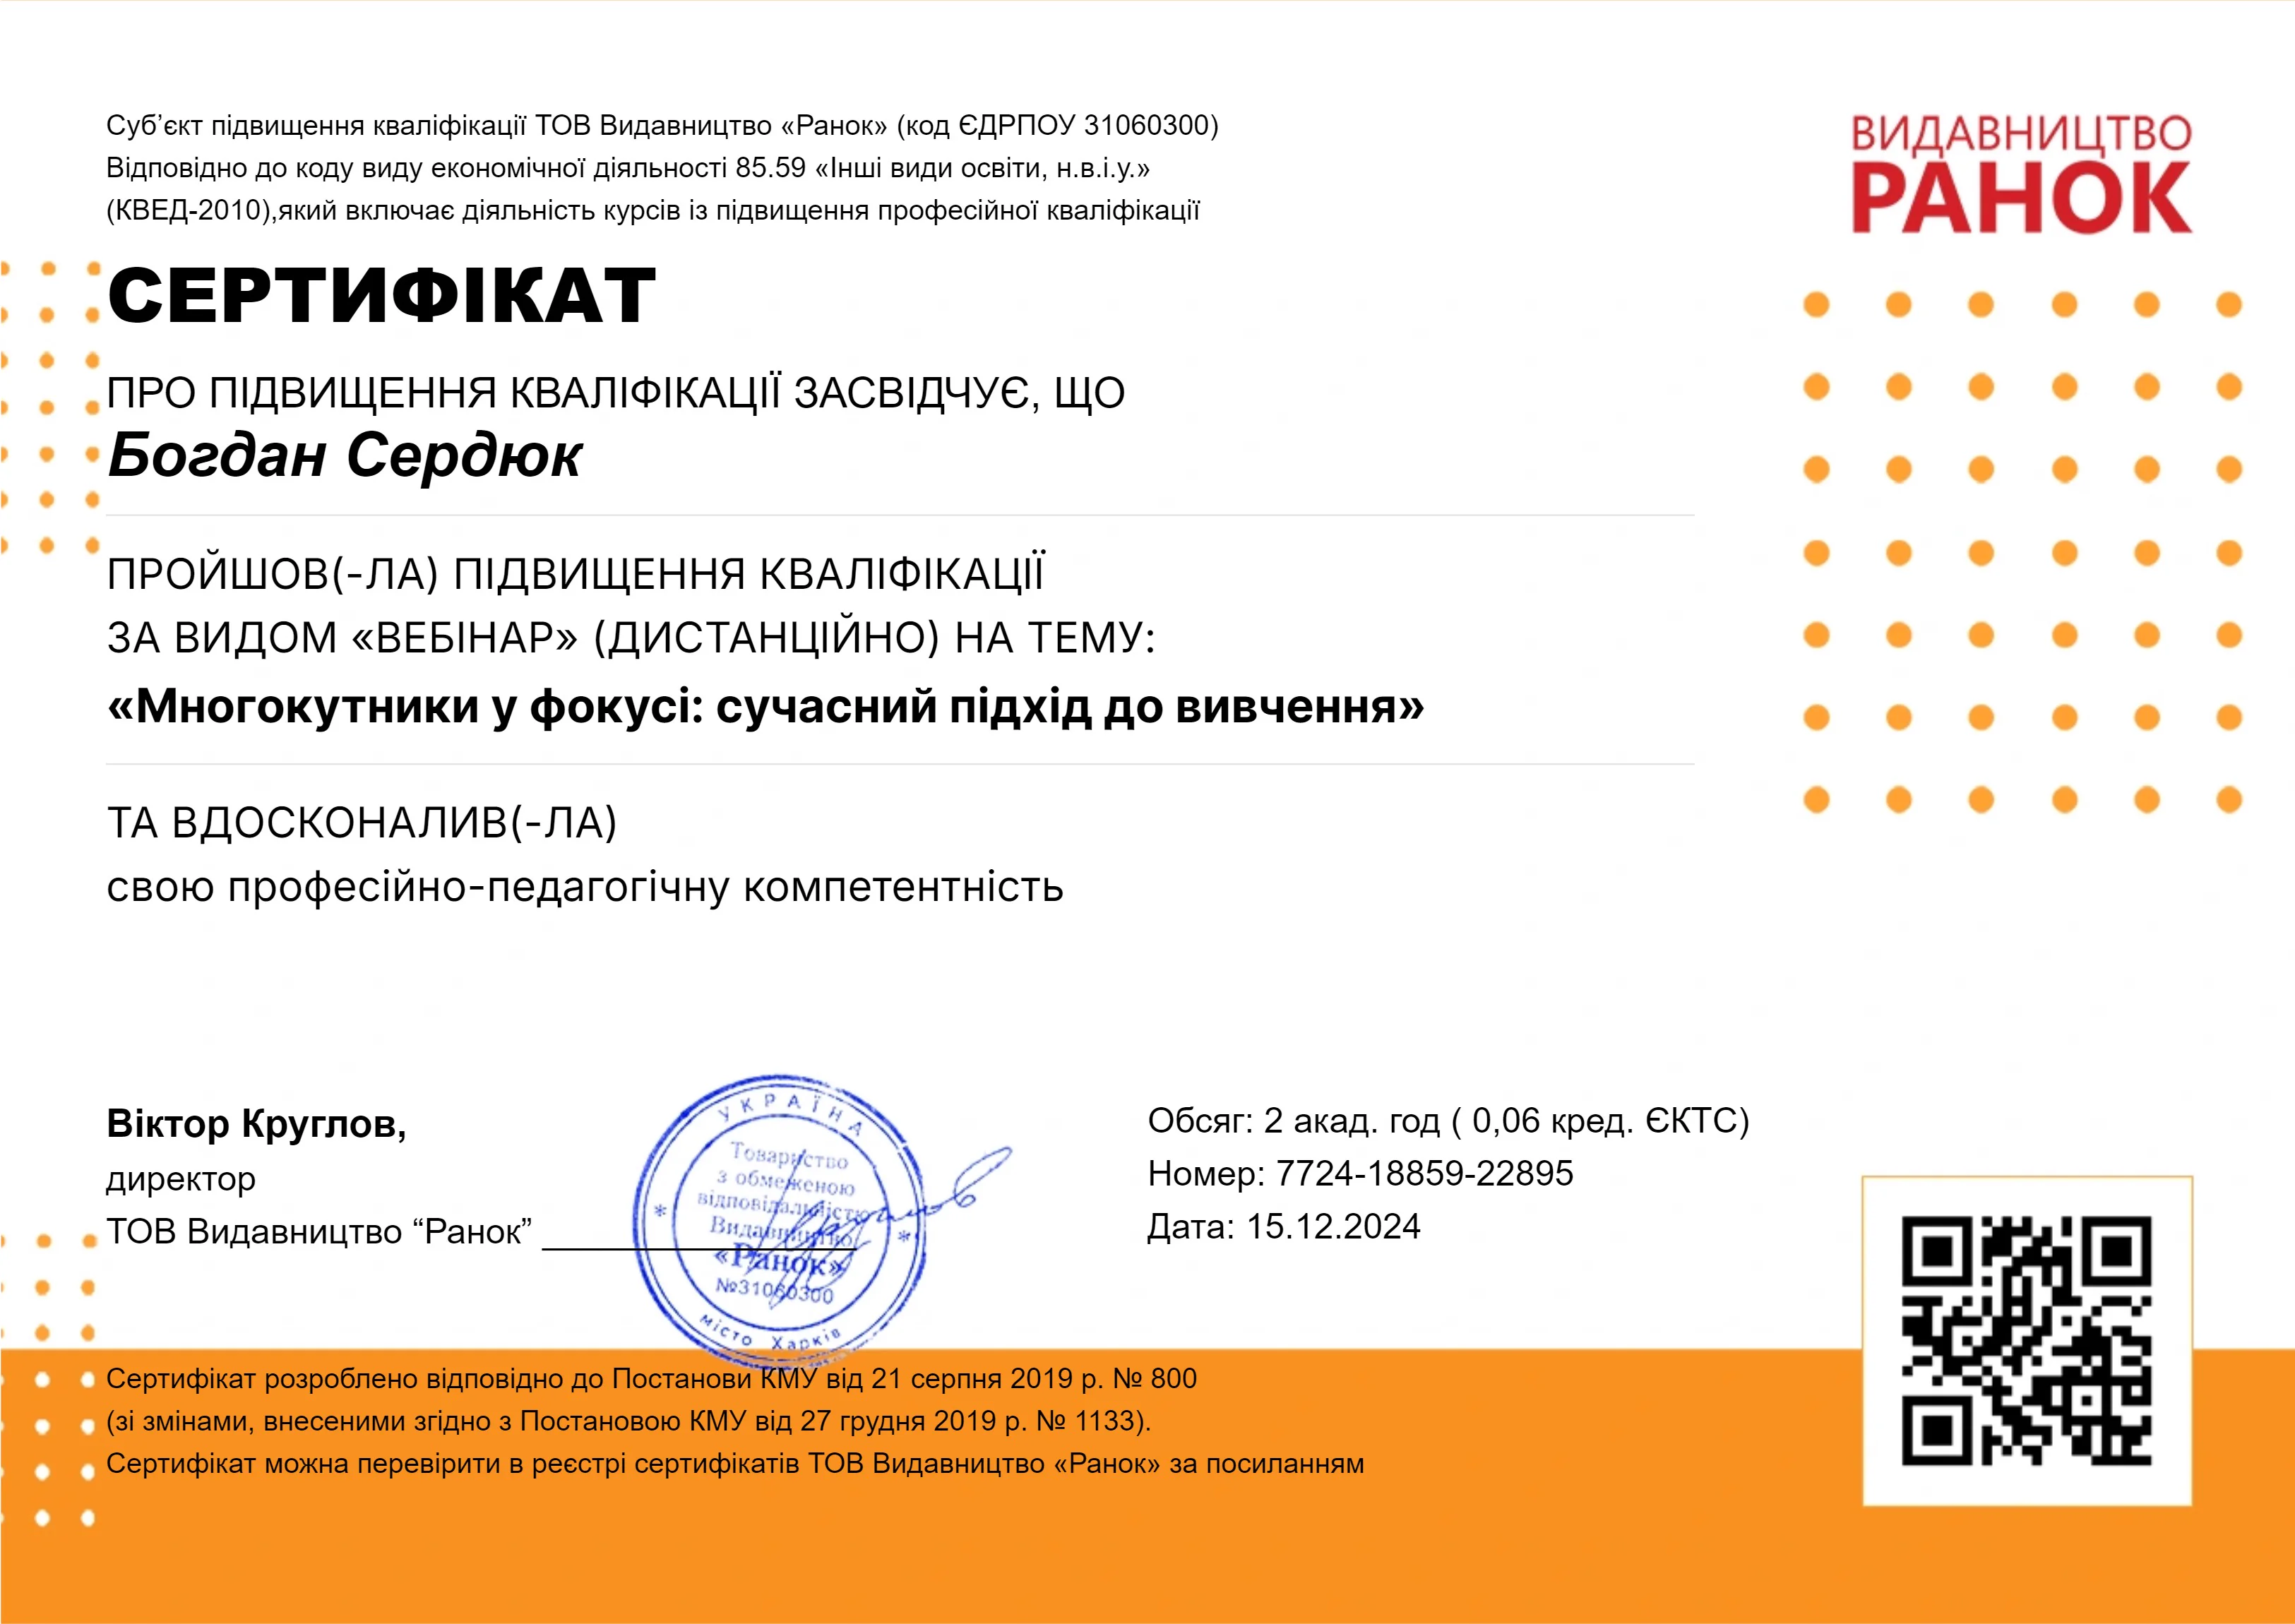 Суб’єкт підвищення кваліфікації ТОВ Видавництво «Ранок» (код ЄДРПОУ 31060300)
Відповідно до коду виду економічної діяльності 85.59 «Інші види освіти, н.в.і.у.»
(КВЕД-2010),який включає діяльність курсів із підвищення професійної кваліфікації
ВИДАВНИЦТВО
РАНОК
СЕРТИФІКАТ
ПРО ПІДВИЩЕННЯ КВАЛІФІКАЦІЇ ЗАСВІДЧУЄ, ЩО
Богдан Сердюк
ПРОЙШОВ(-ЛА) ПІДВИЩЕННЯ КВАЛІФІКАЦІЇ
ЗА ВИДОМ «ВЕБІНАР» (ДИСТАНЦІЙНО) НА ТЕМУ:
«Многокутники у фокусі: сучасний підхід до вивчення»
ТА ВДОСКОНАЛИВ(-ЛА)
свою професійно-педагогічну компетентність
Віктор Круглов,
директор
ТОВ Видавництво “Ранок”
УКРАЇНА
Товариство
з обмеженою
відповідальністю
Видавництво
«Ранок»
№31060300
місто Харків
Обсяг: 2 акад. год ( 0,06 кред. ЄКТС)
Номер: 7724-18859-22895
Дата: 15.12.2024
Сертифікат розроблено відповідно до Постанови КМУ від 21 серпня 2019 р. № 800
(зі змінами, внесеними згідно з Постановою КМУ від 27 грудня 2019 р. № 1133).
Сертифікат можна перевірити в реєстрі сертифікатів ТОВ Видавництво «Ранок» за посиланням